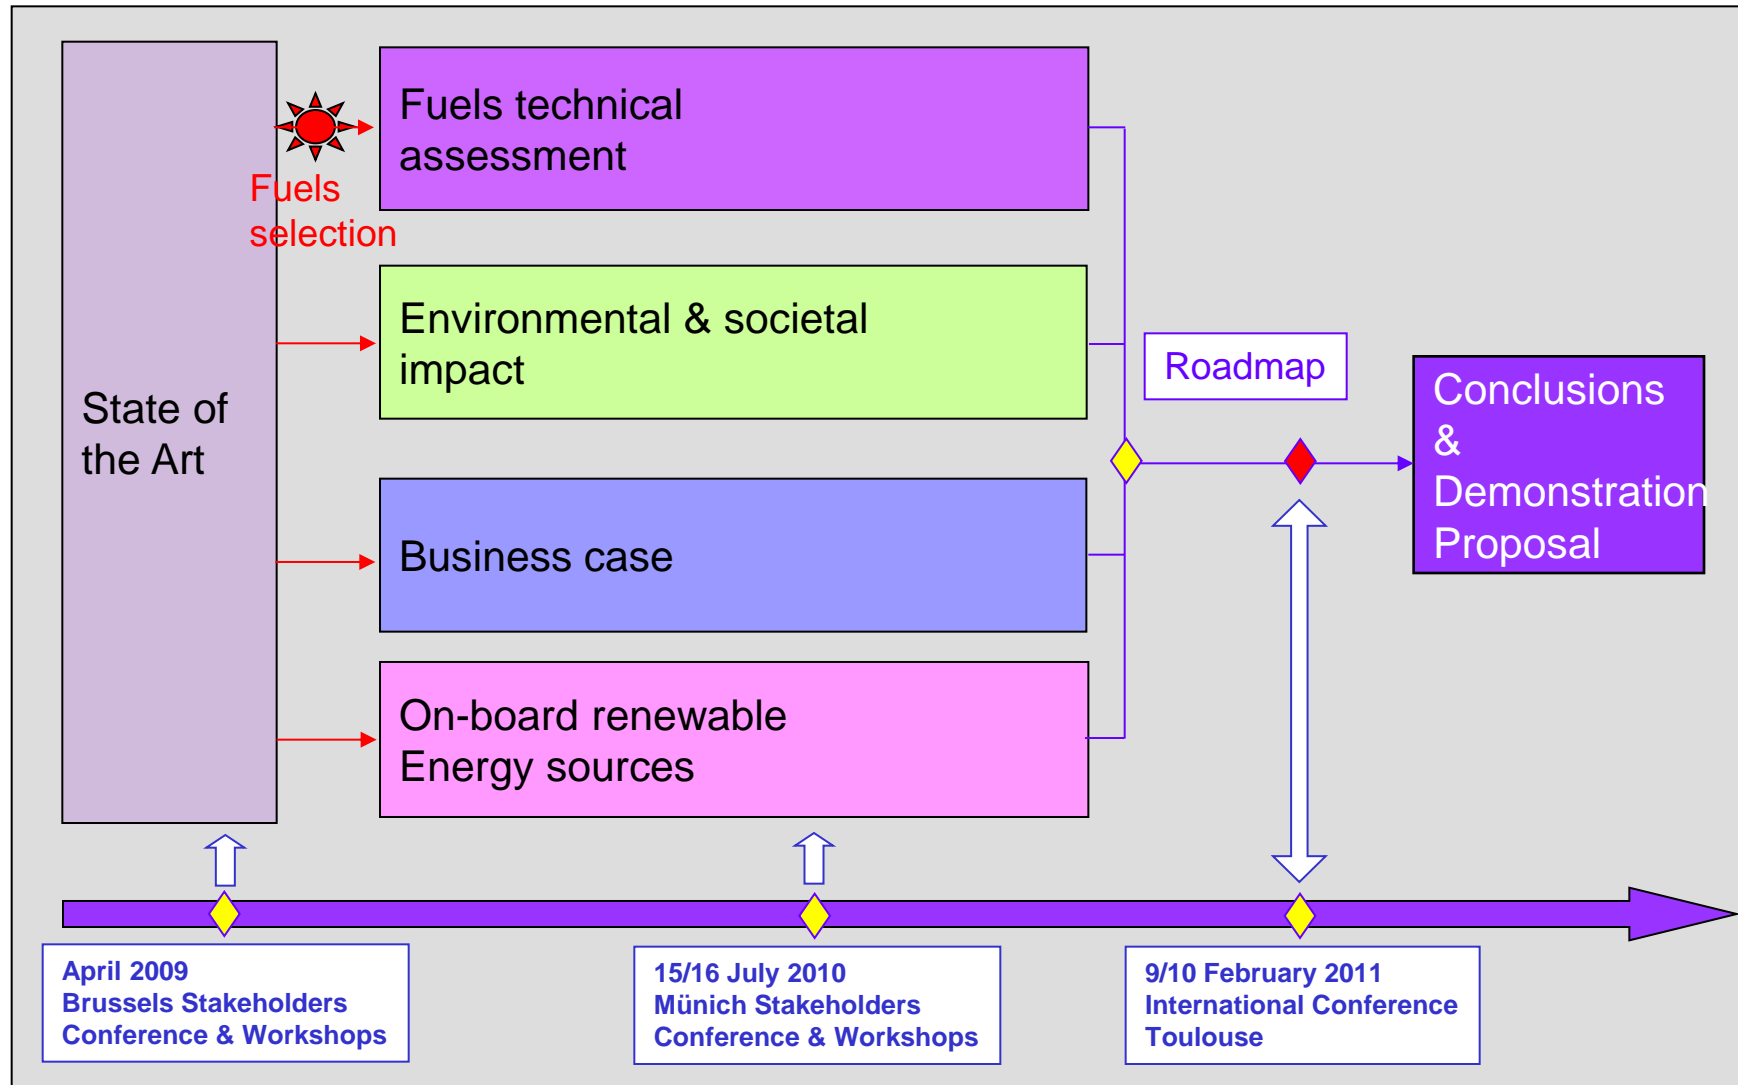 State of
the Art
Fuels
selection
Fuels technical
assessment
Environmental & societal
impact
Business case
On-board renewable
Energy sources
Roadmap
Conclusions
&
Demonstration
Proposal
April 2009
Brussels Stakeholders
Conference & Workshops
15/16 July 2010
Münich Stakeholders
Conference & Workshops
9/10 February 2011
International Conference
Toulouse